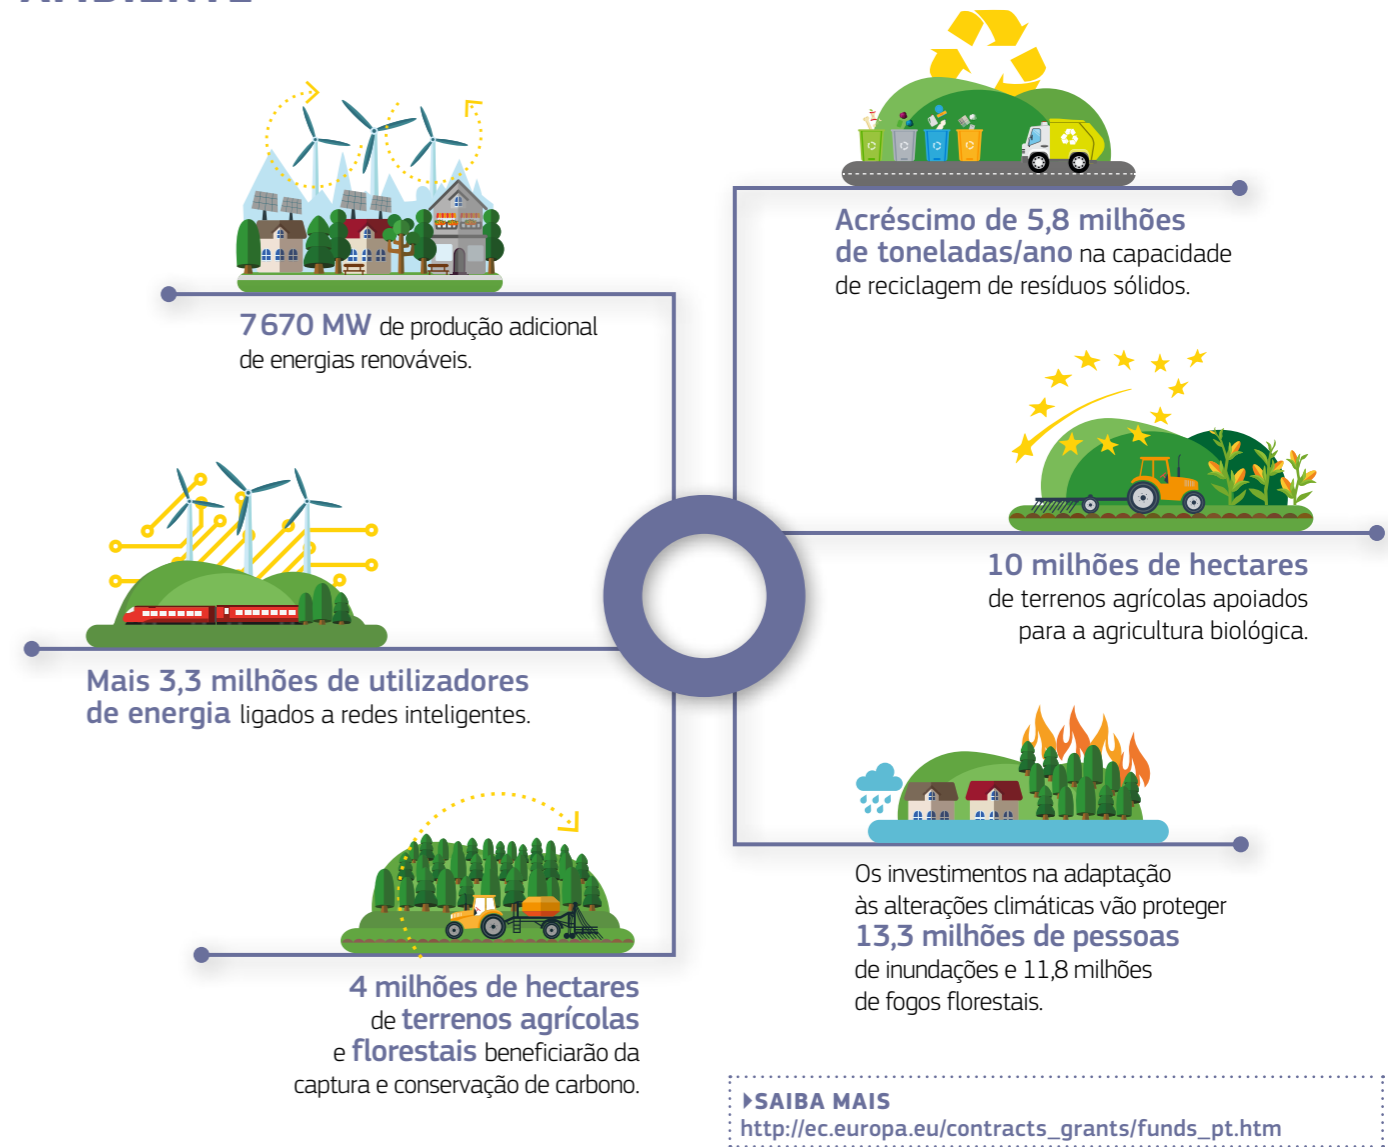 AMBIENTE
7 670 MW de produção adicional
de energias renováveis.
Mais 3,3 milhões de utilizadores
de energia ligados a redes inteligentes.
4 milhões de hectares
de terrenos agrícolas
e florestais beneficiarão da
captura e conservação de carbono.
Acréscimo de 5,8 milhões
de toneladas/ano na capacidade
de reciclagem de resíduos sólidos.
10 milhões de hectares
de terrenos agrícolas apoiados
para a agricultura biológica.
Os investimentos na adaptação
às alterações climáticas vão proteger
13,3 milhões de pessoas
de inundações e 11,8 milhões
de fogos florestais.
SAIBA MAIS
http://ec.europa.eu/contracts_grants/funds_pt.htm